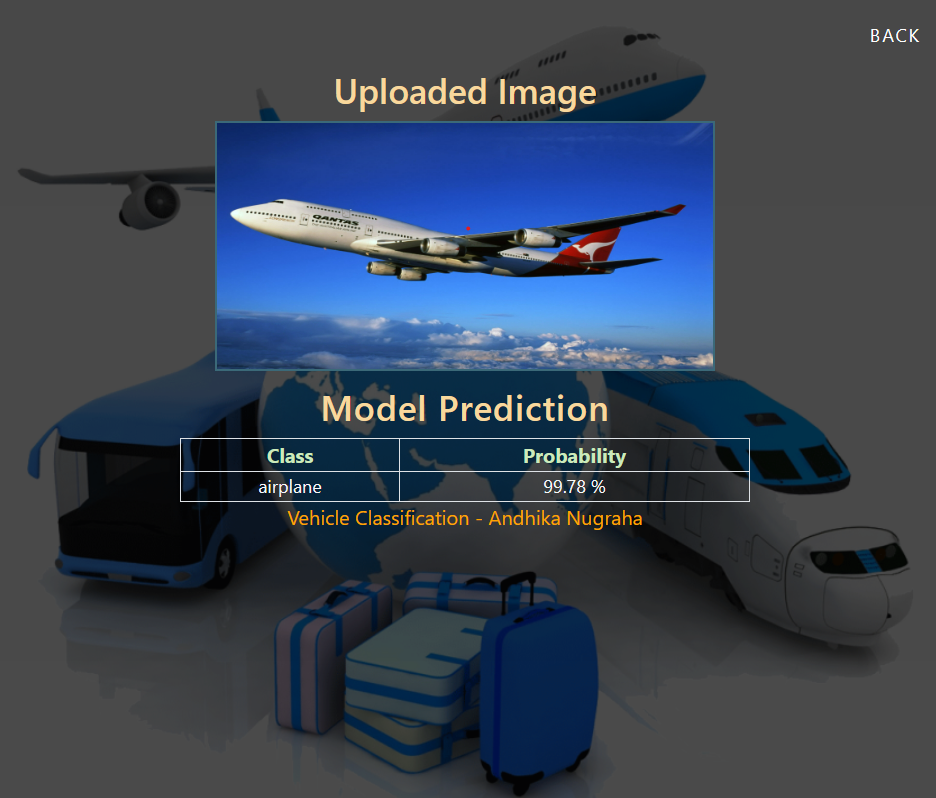 BACK
Uploaded Image
QANTAS
Model Prediction
Class Probability
airplane 99.78 %
Vehicle Classification - Andhika Nugraha